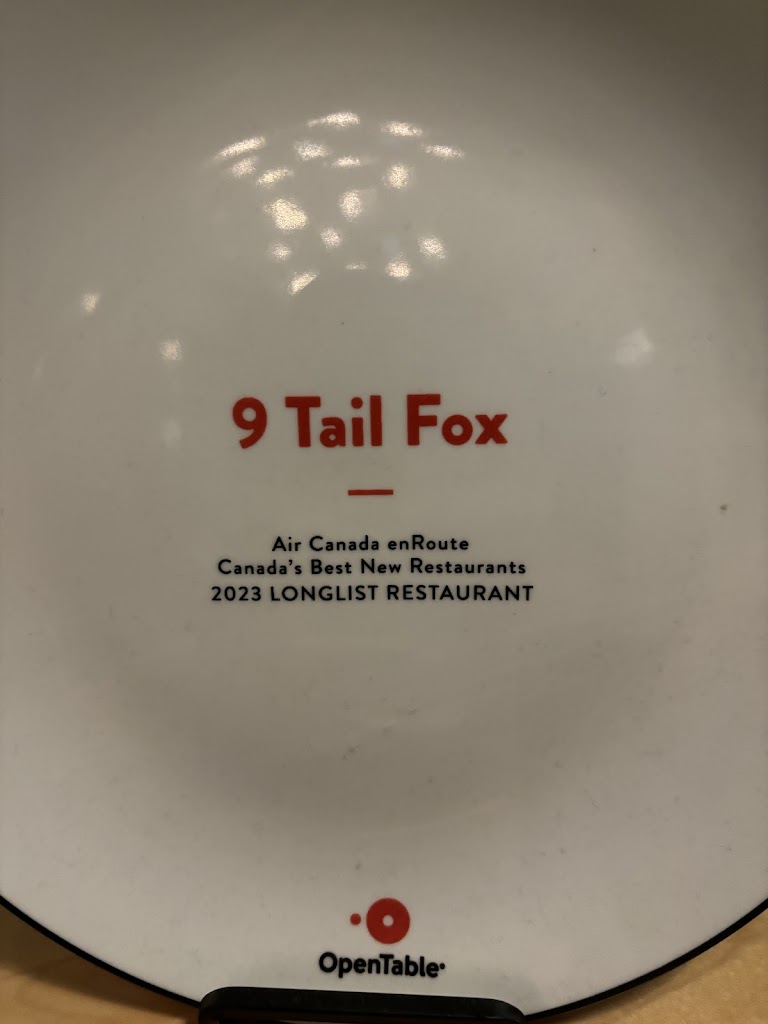 9 Tail Fox
Air Canada enRoute
Canada's Best New Restaurants
2023 LONGLIST RESTAURANT
OpenTable